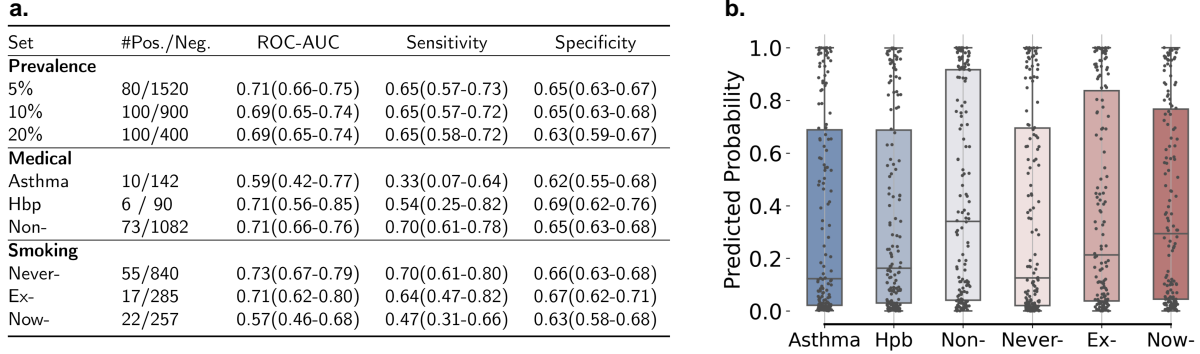 a.
Set #Pos./Neg. ROC-AUC Sensitivity Specificity
Prevalence
5% 80/1520 0.71(0.66-0.75) 0.65(0.57-0.73) 0.65(0.63-0.67)
10% 100/900 0.69(0.65-0.74) 0.65(0.57-0.72) 0.65(0.63-0.68)
20% 100/400 0.69(0.65-0.74) 0.65(0.58-0.72) 0.63(0.59-0.67)
Medical
Asthma 10/142 0.59(0.42-0.77) 0.33(0.07-0.64) 0.62(0.55-0.68)
Hbp 6 / 90 0.71(0.56-0.85) 0.54(0.25-0.82) 0.69(0.62-0.76)
Non- 73/1082 0.71(0.66-0.76) 0.70(0.61-0.78) 0.65(0.63-0.68)
Smoking
Never- 55/840 0.73(0.67-0.79) 0.70(0.61-0.80) 0.66(0.63-0.68)
Ex- 17/285 0.71(0.62-0.80) 0.64(0.47-0.82) 0.67(0.62-0.71)
Now- 22/257 0.57(0.46-0.68) 0.47(0.31-0.66) 0.63(0.58-0.68)
b.
Predicted Probability
1.0
0.8
0.6
0.4
0.2
0.0
Asthma Hpb Non- Never- Ex- Now-